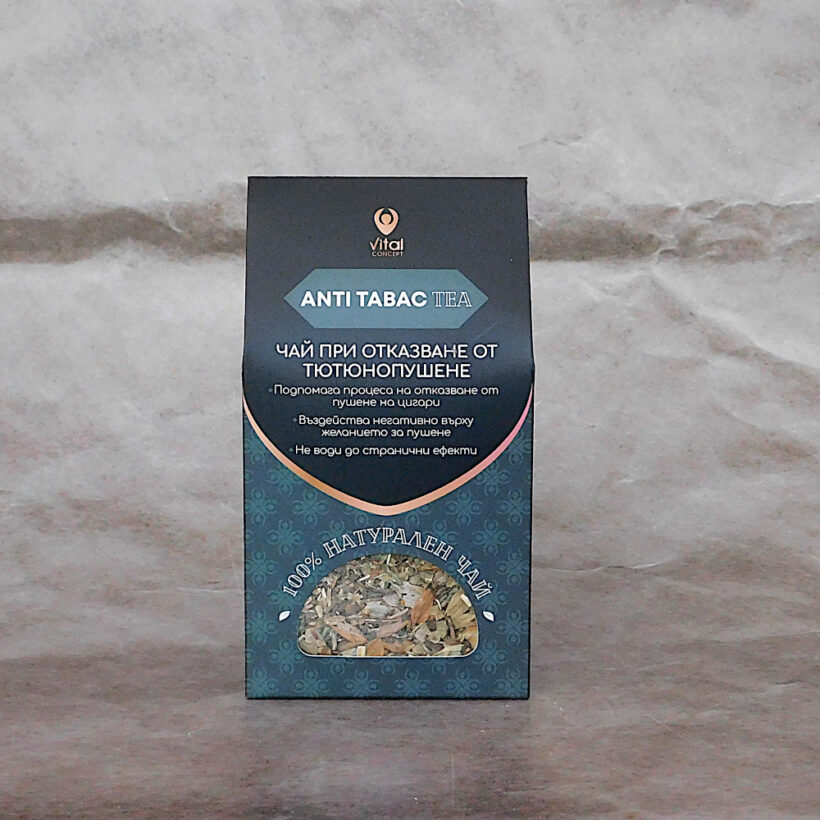 Vital
CONCEPT
ANTI TABAC TEA
ЧАЙ ПРИ ОТКАЗВАНЕ ОТ
ТЮТЮНОПУШЕНЕ
◦Подпомага процеса на отказване от
пушене на цигари
◦Въздейства негативно върху
желанието за пушене
◦Не води до странични ефекти
100% НАТУРАЛЕН ЧАЙ